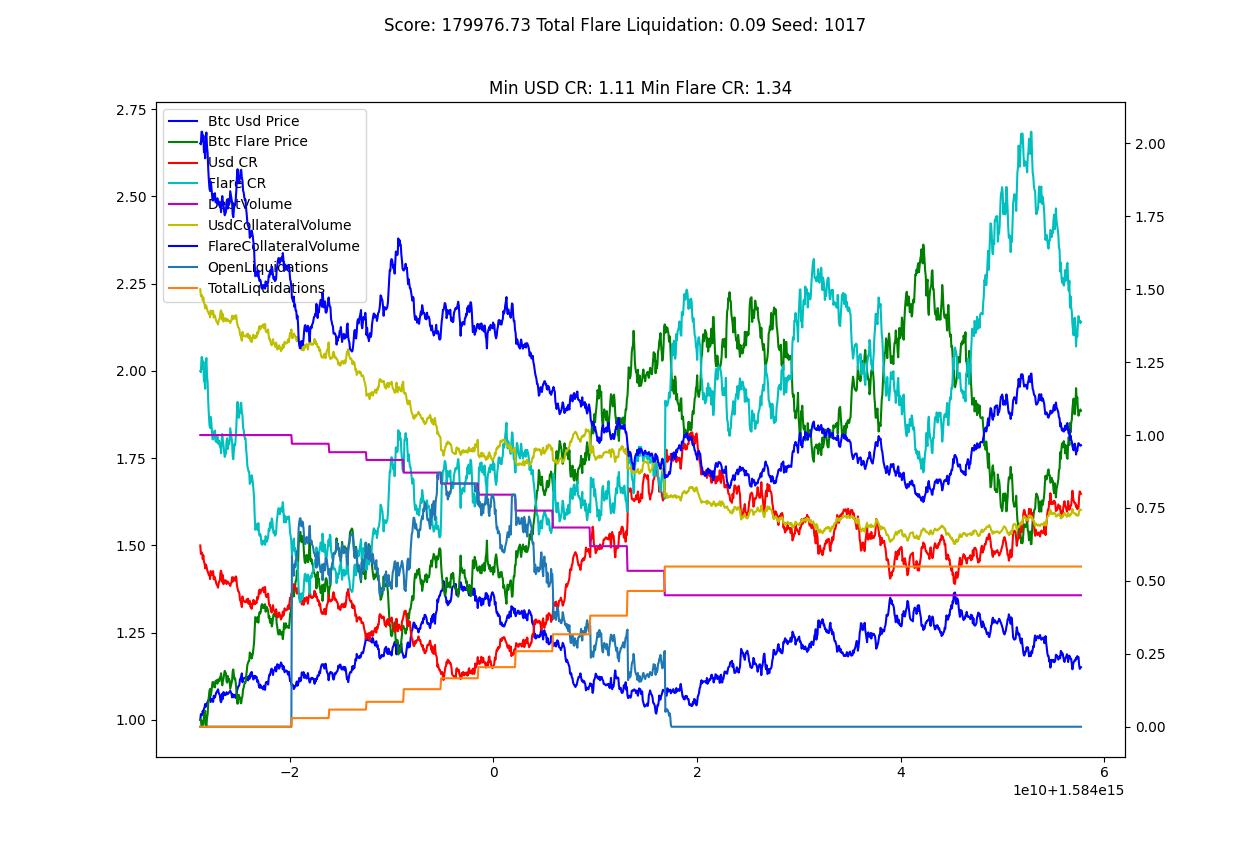 Score: 179976.73 Total Flare Liquidation: 0.09 Seed: 1017
Min USD CR: 1.11 Min Flare CR: 1.34
Btc Usd Price
Btc Flare Price
Usd CR
Flare CR
DebtVolume
UsdCollateralVolume
FlareCollateralVolume
OpenLiquidations
TotalLiquidations
2.75
2.50
2.25
2.00
1.75
1.50
1.25
1.00
2.00
1.75
1.50
1.25
1.00
0.75
0.50
0.25
0.00
−2 0 2 4 6
1e10+1.584e15